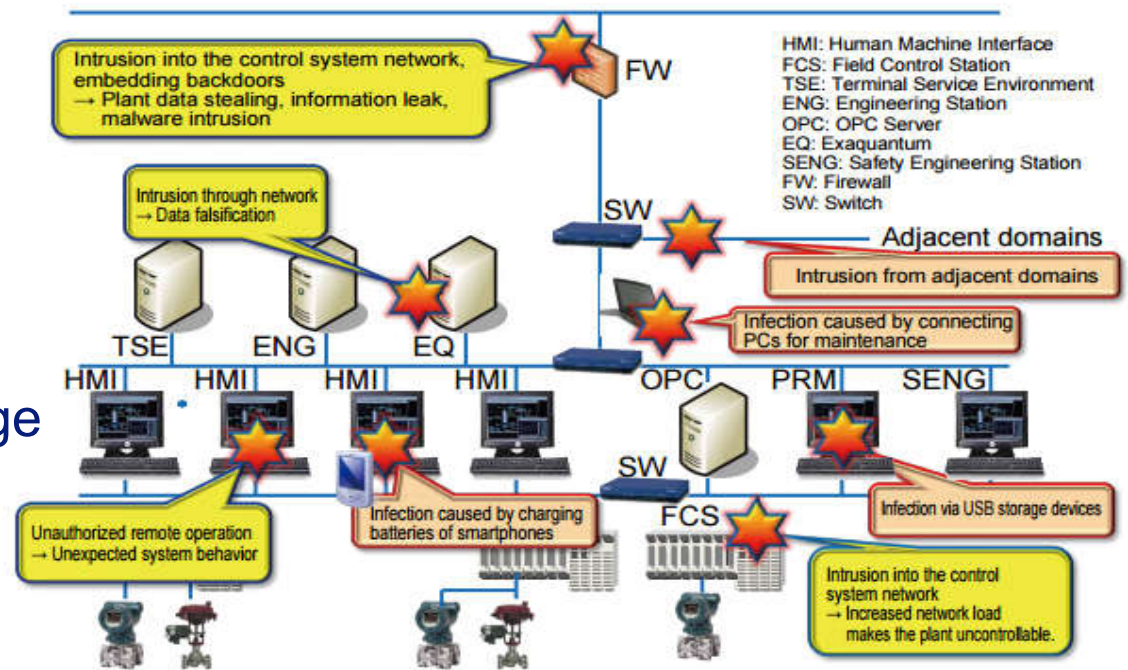 Intrusion into the control system network,
embedding backdoors
→ Plant data stealing, information leak,
malware intrusion
FW
HMI: Human Machine Interface
FCS: Field Control Station
TSE: Terminal Service Environment
ENG: Engineering Station
OPC: OPC Server
EQ: Exaquantum
SENG: Safety Engineering Station
FW: Firewall
SW: Switch
Intrusion through network
→ Data falsification
SW
Adjacent domains
Intrusion from adjacent domains
Infection caused by connecting
PCs for maintenance
TSE
ENG
EQ
HMI
HMI
HMI
HMI
OPC
PRM
SENG
ge
SW
FCS
Unauthorized remote operation
→ Unexpected system behavior
Infection caused by charging
batteries of smartphones
Infection via USB storage devices
Intrusion into the control
system network
→ Increased network load
makes the plant uncontrollable.